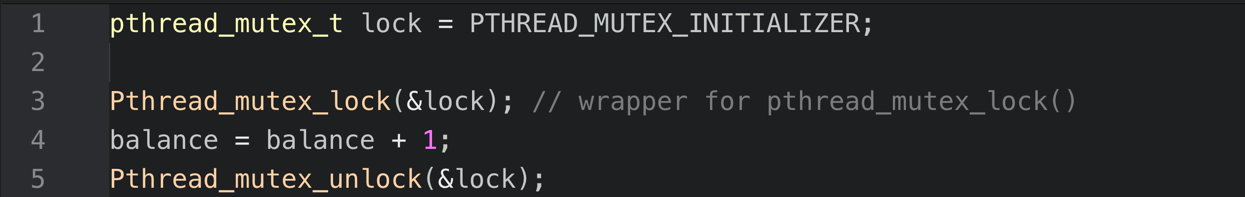 1 pthread_mutex_t lock = PTHREAD_MUTEX_INITIALIZER;
2
3 Pthread_mutex_lock(&lock); // wrapper for pthread_mutex_lock()
4 balance = balance + 1;
5 Pthread_mutex_unlock(&lock);